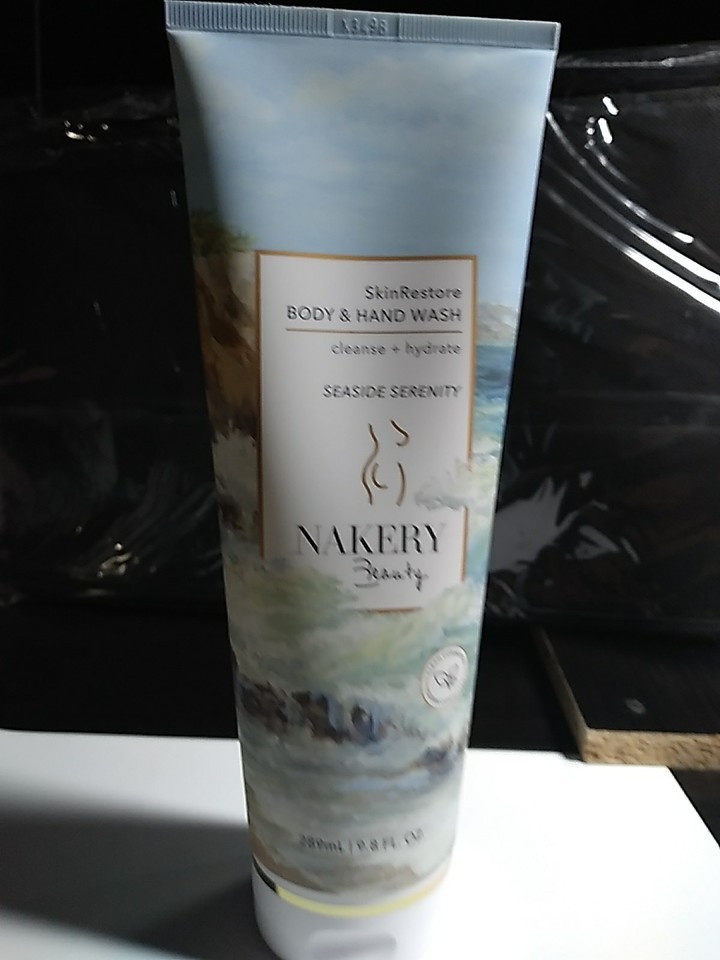 SkinRestore
BODY & HAND WASH
cleanse + hydrate
SEASIDE SERENITY
NAKERY
Beauty
289mL | 9.8 FL. OZ.